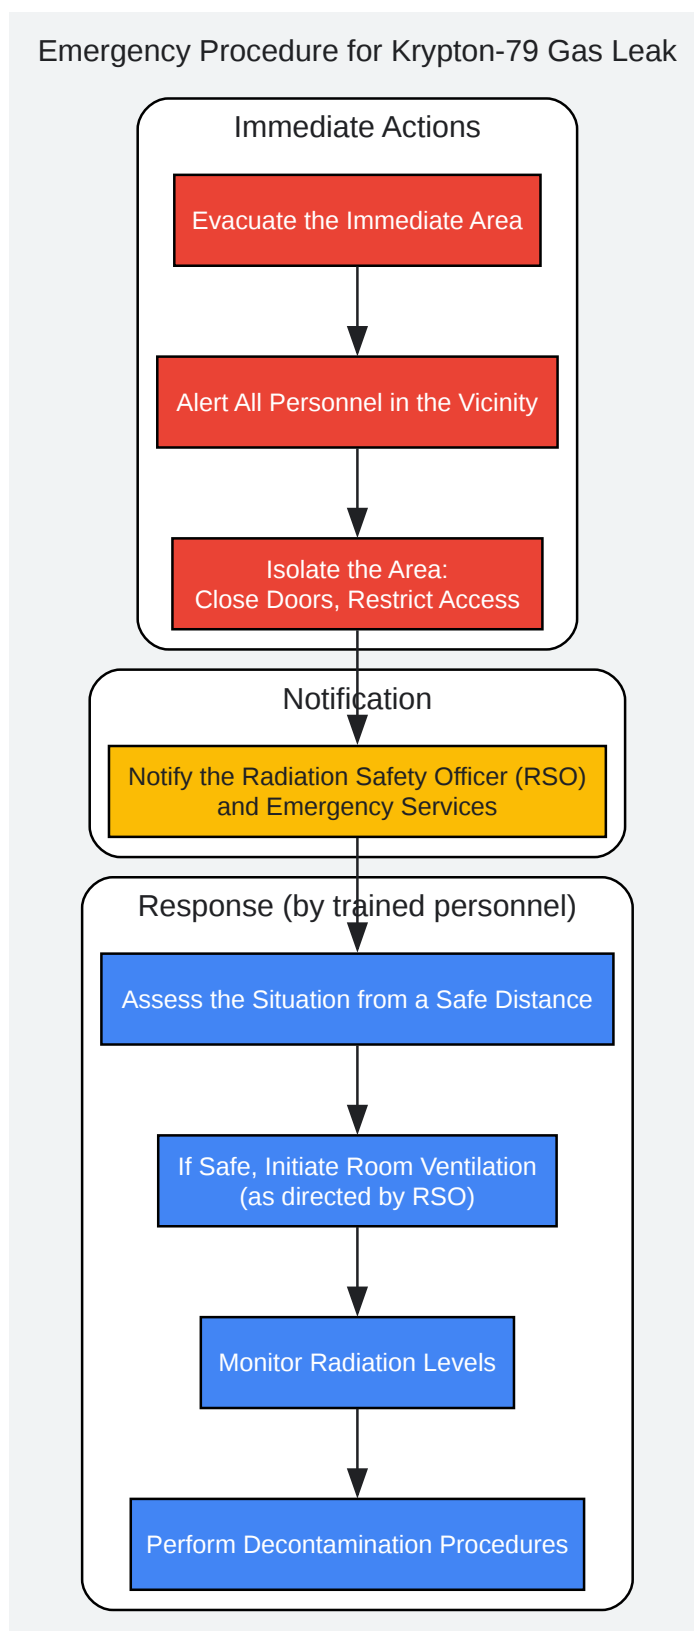 Emergency Procedure for Krypton-79 Gas Leak
Immediate Actions
Evacuate the Immediate Area
Alert All Personnel in the Vicinity
Isolate the Area:
Close Doors, Restrict Access
Notification
Notify the Radiation Safety Officer (RSO)
and Emergency Services
Response (by trained personnel)
Assess the Situation from a Safe Distance
If Safe, Initiate Room Ventilation
(as directed by RSO)
Monitor Radiation Levels
Perform Decontamination Procedures